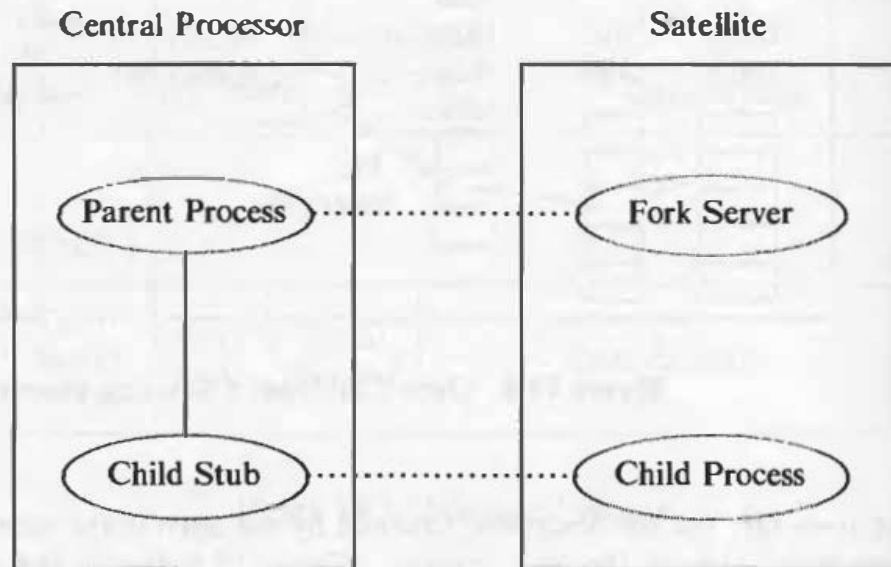 Central Processor
Satellite
Parent Process
Fork Server
Child Stub
Child Process